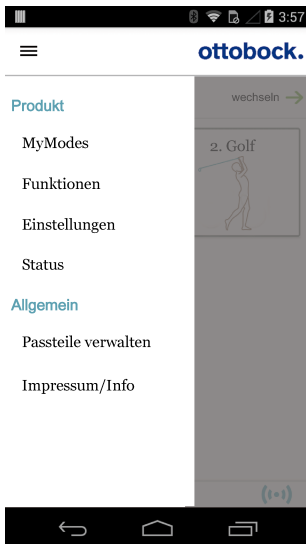 3:57
ottobock.
Produkt
wechseln
MyModes
2. Golf
Funktionen
Einstellungen
Status
Allgemein
Passteile verwalten
Impressum/Info